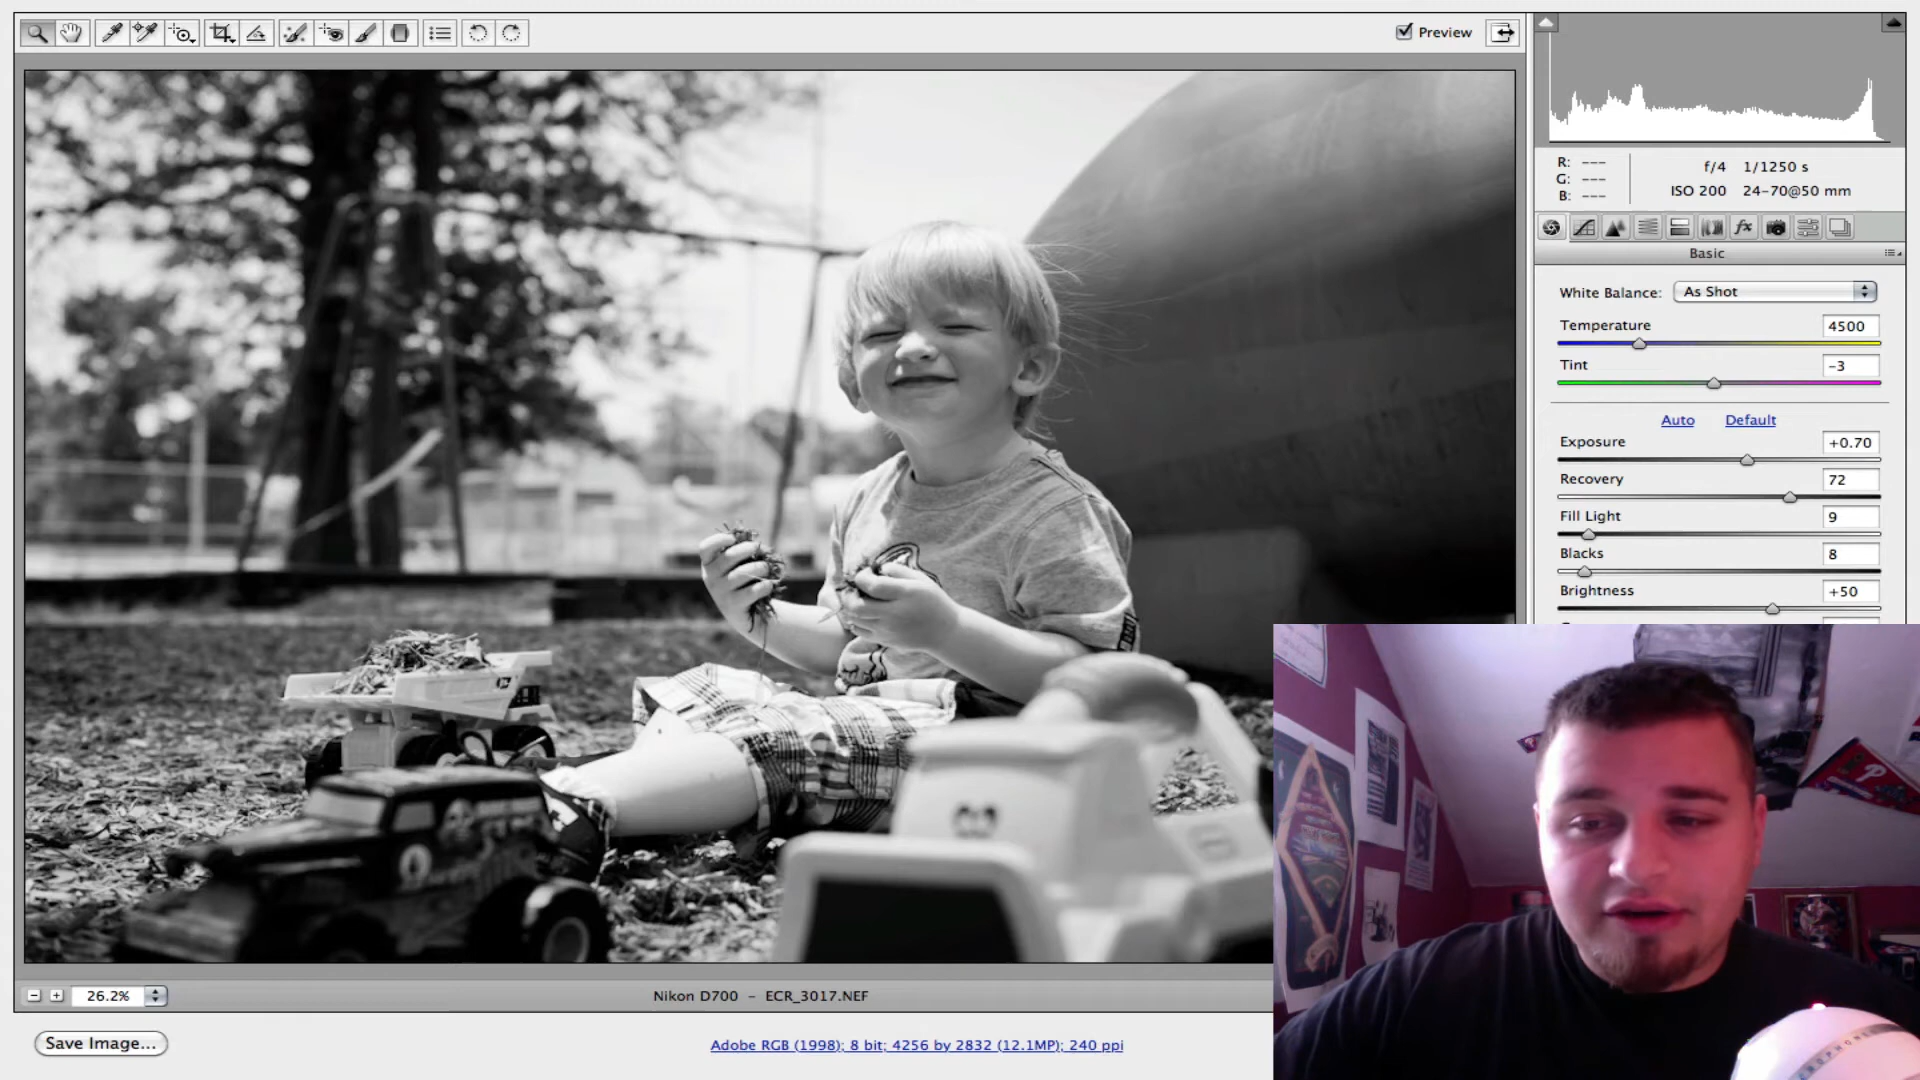 Preview
R: ---
G: ---
B: ---
f/4 1/1250 s
ISO 200 24-70@50 mm
fx
Basic
White Balance: As Shot
Temperature 4500
Tint -3
Auto Default
Exposure +0.70
Recovery 72
Fill Light 9
Blacks 8
Brightness +50
26.2%
Nikon D700 - ECR_3017.NEF
Save Image...
Adobe RGB (1998); 8 bit; 4256 by 2832 (12.1MP); 240 ppi
P